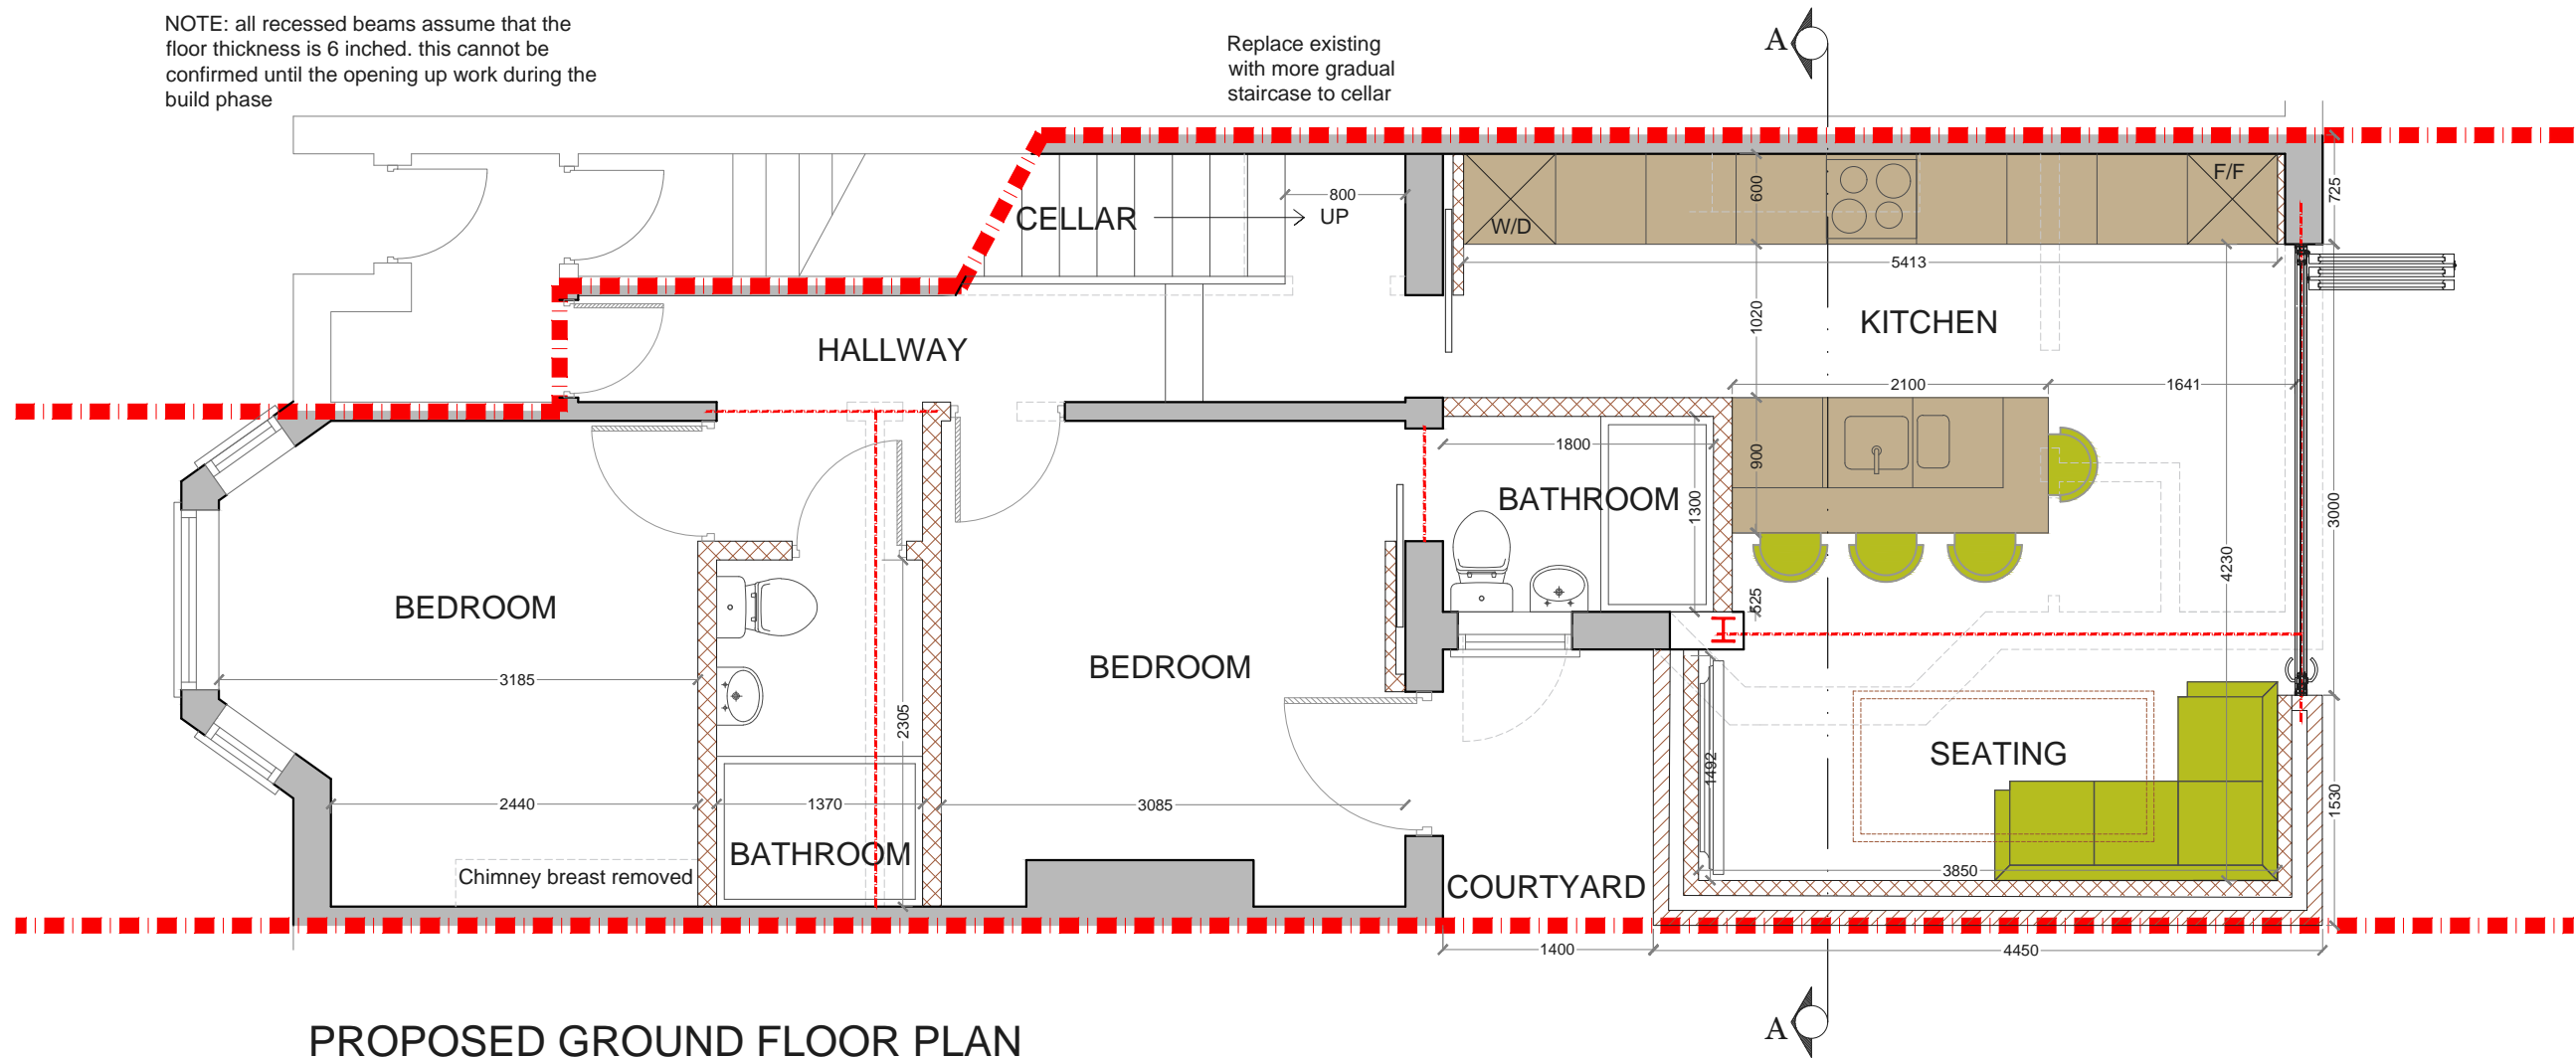 NOTE: all recessed beams assume that the
floor thickness is 6 inched. this cannot be
confirmed until the opening up work during the
build phase
Replace existing
with more gradual
staircase to cellar
A
CELLAR
800
UP
600
W/D
F/F
725
5413
HALLWAY
1020
KITCHEN
2100
1641
1800
900
BATHROOM
1300
3000
4230
525
BEDROOM
BEDROOM
3185
2305
SEATING
1492
2440
1370
3085
1530
BATHROOM
Chimney breast removed
COURTYARD
3850
1400
4450
A
PROPOSED GROUND FLOOR PLAN